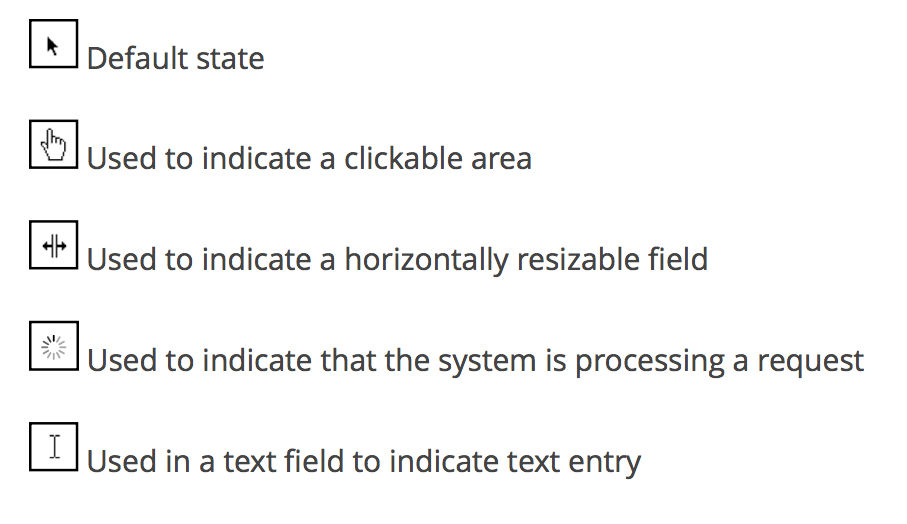 Default state
Used to indicate a clickable area
Used to indicate a horizontally resizable field
Used to indicate that the system is processing a request
Used in a text field to indicate text entry